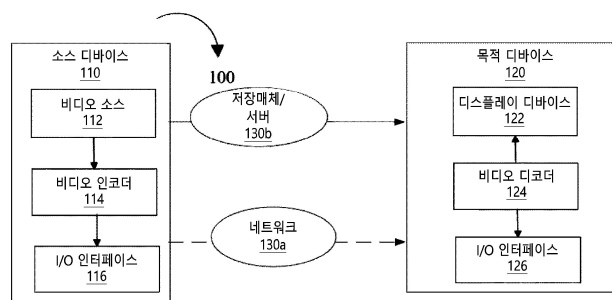 소스 디바이스
110
비디오 소스
112
비디오 인코더
114
I/O 인터페이스
116
100
저장매체/
서버
130b
네트워크
130a
목적 디바이스
120
디스플레이 디바이스
122
비디오 디코더
124
I/O 인터페이스
126